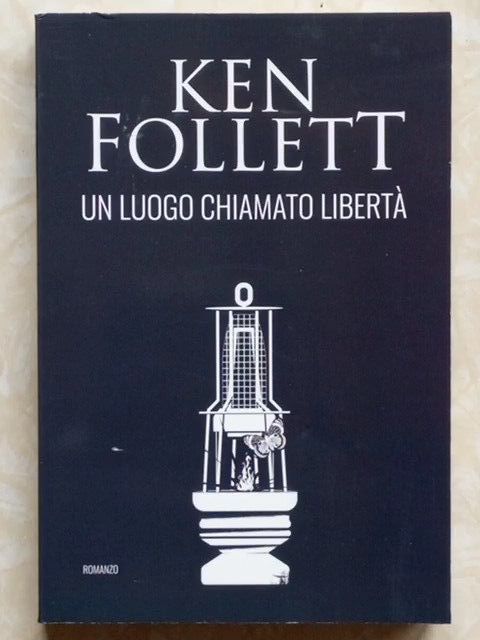 KEN
FOLLETT
UN LUOGO CHIAMATO LIBERTÀ
ROMANZO